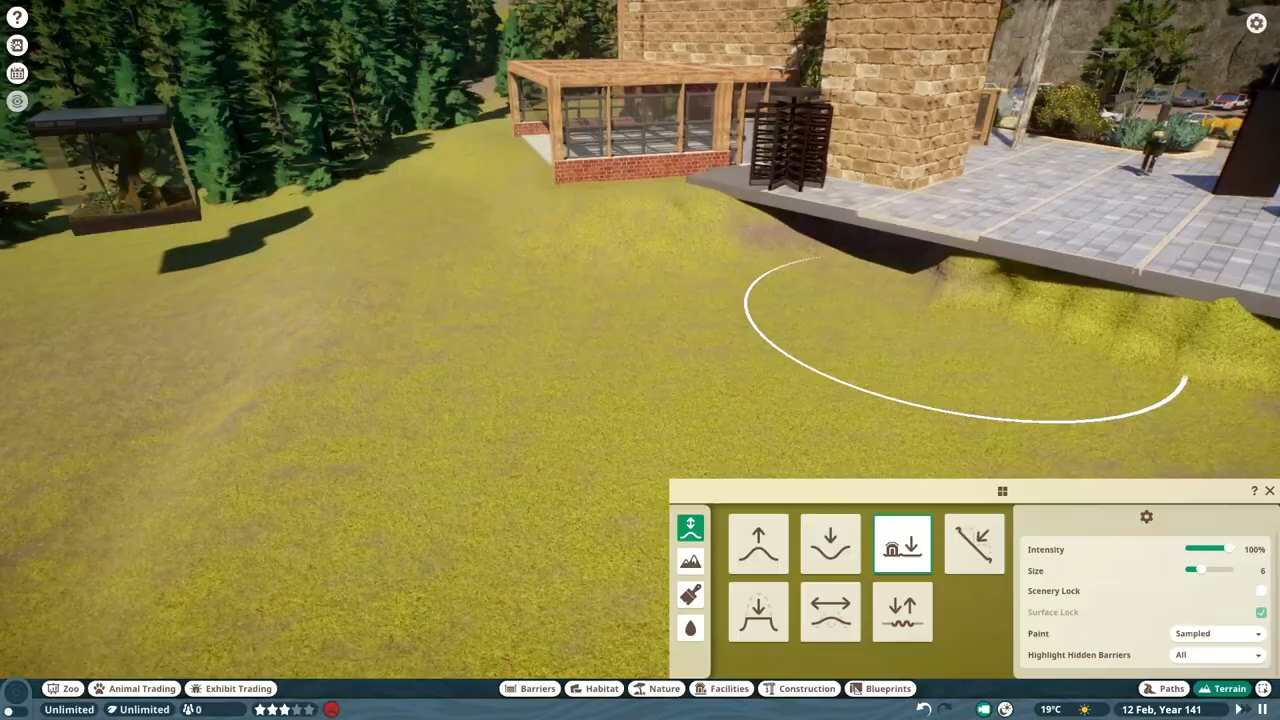 ?
?
Intensity 100%
Size 6
Scenery Lock
Surface Lock
Paint Sampled
Highlight Hidden Barriers All
Zoo Animal Trading Exhibit Trading Barriers Habitat Nature Facilities Construction Blueprints Paths Terrain
Unlimited Unlimited 0 19°C 12 Feb, Year 141